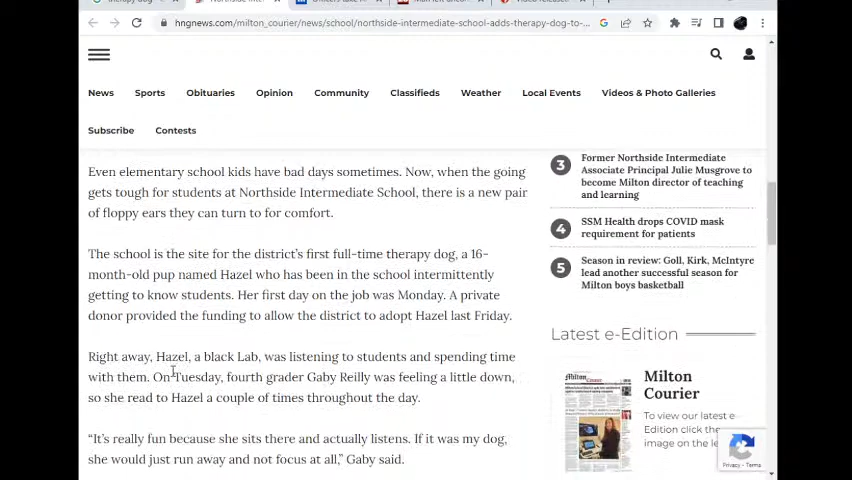 hngnews.com/milton_courier/news/school/northside-intermediate-school-adds-therapy-dog-to-...
News Sports Obituaries Opinion Community Classifieds Weather Local Events Videos & Photo Galleries
Subscribe Contests
Even elementary school kids have bad days sometimes. Now, when the going
gets tough for students at Northside Intermediate School, there is a new pair
of floppy ears they can turn to for comfort.
The school is the site for the district's first full-time therapy dog, a 16-
month-old pup named Hazel who has been in the school intermittently
getting to know students. Her first day on the job was Monday. A private
donor provided the funding to allow the district to adopt Hazel last Friday.
Right away, Hazel, a black Lab, was listening to students and spending time
with them. On Tuesday, fourth grader Gaby Reilly was feeling a little down,
so she read to Hazel a couple of times throughout the day.
“It's really fun because she sits there and actually listens. If it was my dog,
she would just run away and not focus at all,” Gaby said.
3 Former Northside Intermediate
Associate Principal Julie Musgrove to
become Milton director of teaching
and learning
4 SSM Health drops COVID mask
requirement for patients
5 Season in review: Goll, Kirk, McIntyre
lead another successful season for
Milton boys basketball
Latest e-Edition
Milton
Courier
To view our latest e-
Edition click the
image on the le
Privacy - Terms